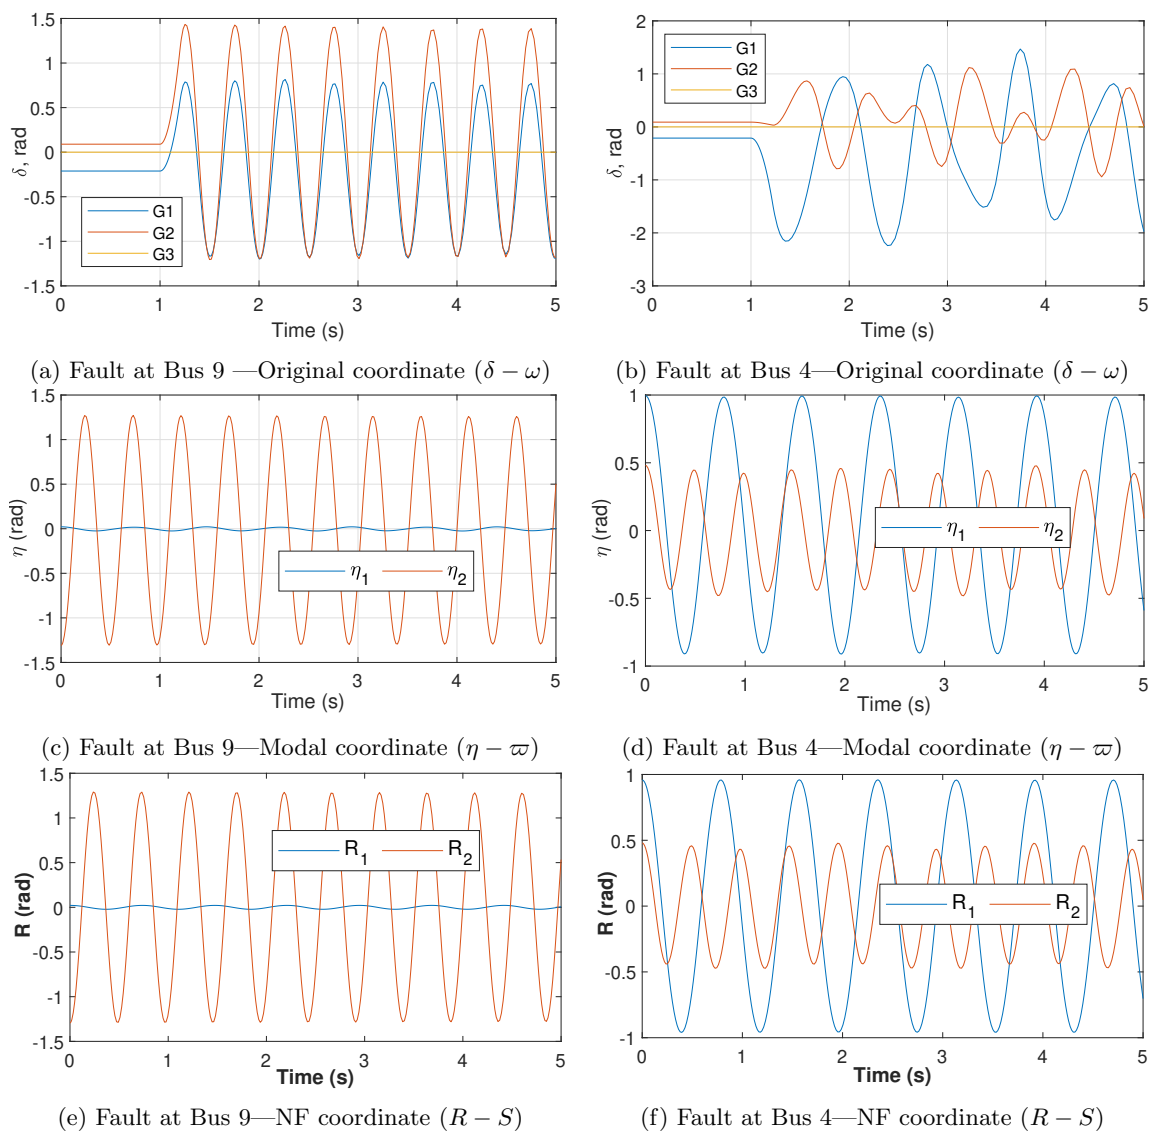 1.5
1
0.5
0
-0.5
-1
-1.5
δ, rad
G1
G2
G3
0 1 2 3 4 5
Time (s)
(a) Fault at Bus 9 —Original coordinate (δ − ω)
2
1
0
-1
-2
-3
δ, rad
G1
G2
G3
0 1 2 3 4 5
Time (s)
(b) Fault at Bus 4—Original coordinate (δ − ω)
1.5
1
0.5
0
-0.5
-1
-1.5
η (rad)
η1 η2
0 1 2 3 4 5
Time (s)
(c) Fault at Bus 9—Modal coordinate (η − ϖ)
1
0.5
0
-0.5
-1
η (rad)
η1 η2
0 1 2 3 4 5
Time (s)
(d) Fault at Bus 4—Modal coordinate (η − ϖ)
1.5
1
0.5
0
-0.5
-1
-1.5
R (rad)
R1 R2
0 1 2 3 4 5
Time (s)
(e) Fault at Bus 9—NF coordinate (R − S)
1
0.5
0
-0.5
-1
R (rad)
R1 R2
0 1 2 3 4 5
Time (s)
(f) Fault at Bus 4—NF coordinate (R − S)